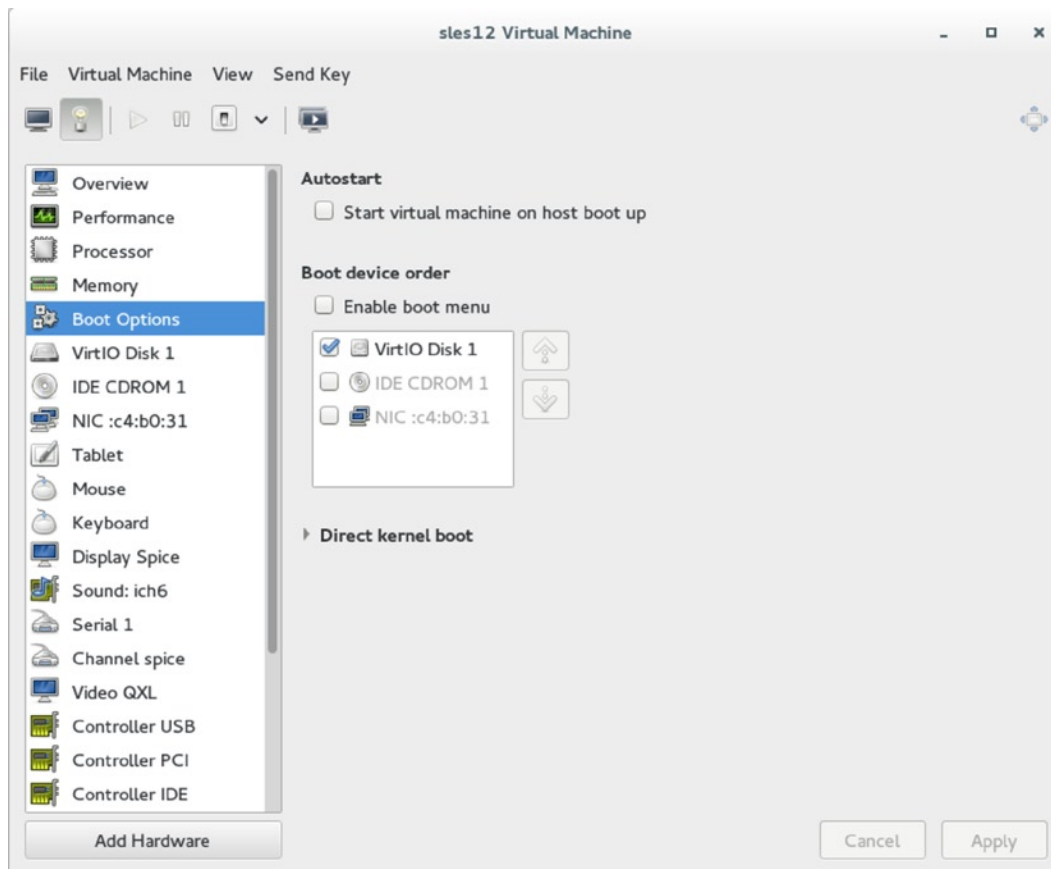 sles12 Virtual Machine
File Virtual Machine View Send Key
Overview
Performance
Processor
Memory
Boot Options
VirtIO Disk 1
IDE CDROM 1
NIC :c4:b0:31
Tablet
Mouse
Keyboard
Display Spice
Sound: ich6
Serial 1
Channel spice
Video QXL
Controller USB
Controller PCI
Controller IDE
Add Hardware
Autostart
Start virtual machine on host boot up
Boot device order
Enable boot menu
VirtIO Disk 1
IDE CDROM 1
NIC :c4:b0:31
Direct kernel boot
Cancel Apply